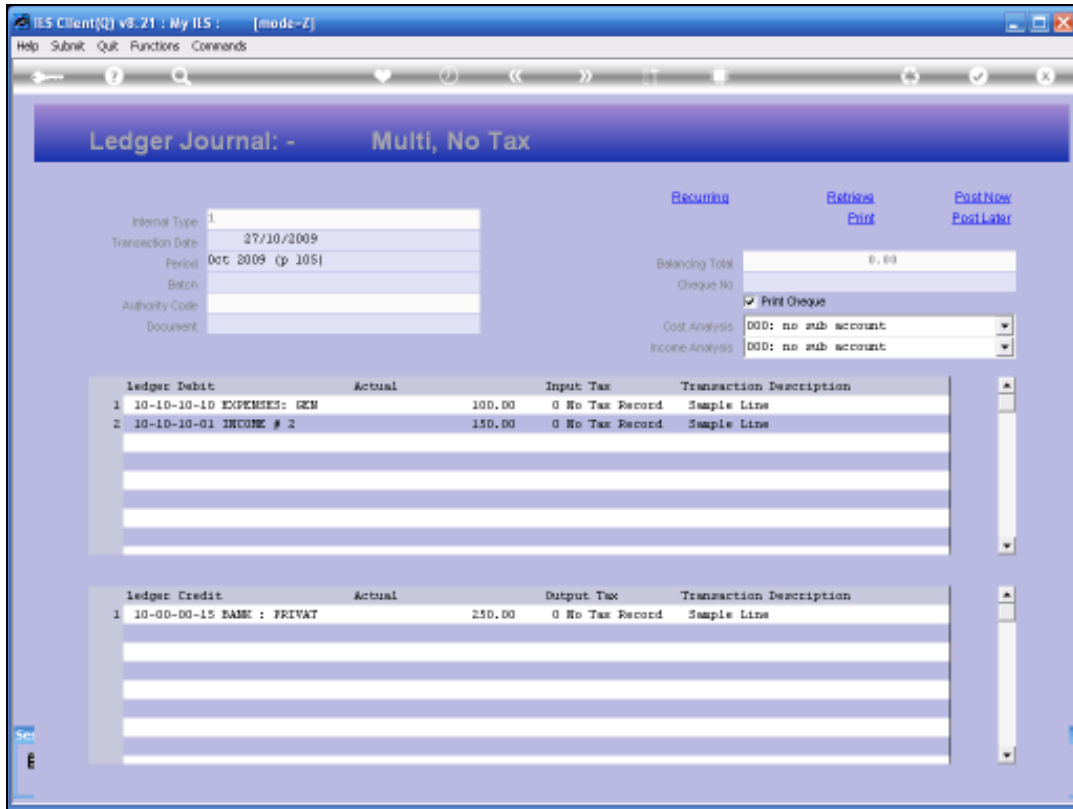 IES Client(Q) v8.21 : My IES : [mode-Z]
Help Submit Quit Functions Commands
Ledger Journal: - Multi, No Tax
Recurring Retrieve Post Now
Print Post Later
Internal Type 1
Transaction Date 27/10/2009
Period Oct 2009 (p 105)
Batch
Authority Code
Document
Balancing Total 0.00
Cheque No
Print Cheque
Cost Analysis 000: no sub account
Income Analysis 000: no sub account
Ledger Debit Actual Input Tax Transaction Description
1 10-10-10-10 EXPENSES: GEN 100.00 0 No Tax Record Sample Line
2 10-10-10-01 INCOME # 2 150.00 0 No Tax Record Sample Line
Ledger Credit Actual Output Tax Transaction Description
1 10-00-00-15 BANK : PRIVAT 250.00 0 No Tax Record Sample Line
Se